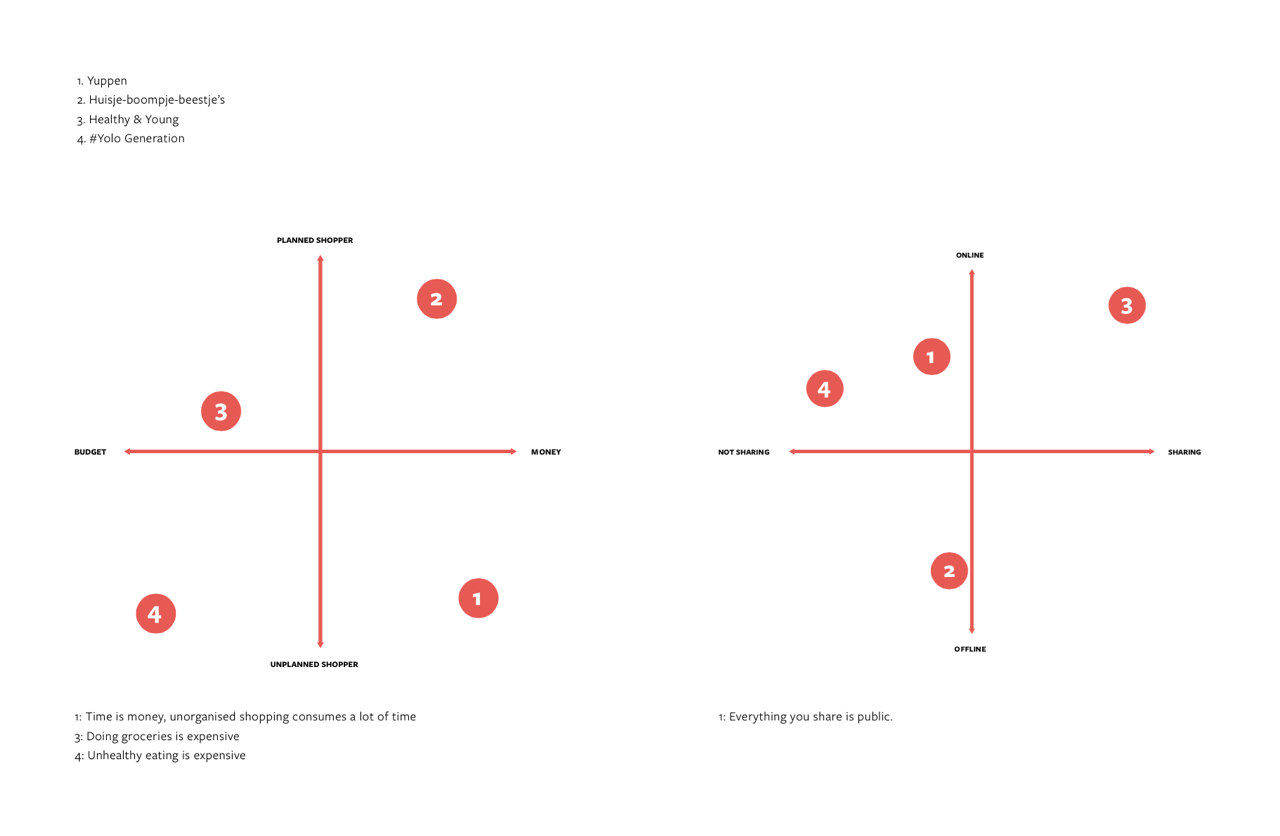 1. Yuppen
2. Huisje-boompje-beestje's
3. Healthy & Young
4. #Yolo Generation
PLANNED SHOPPER
2
3
BUDGET
MONEY
4
1
UNPLANNED SHOPPER
1: Time is money, unorganised shopping consumes a lot of time
3: Doing groceries is expensive
4: Unhealthy eating is expensive
ONLINE
3
1
4
NOT SHARING
SHARING
2
OFFLINE
1: Everything you share is public.